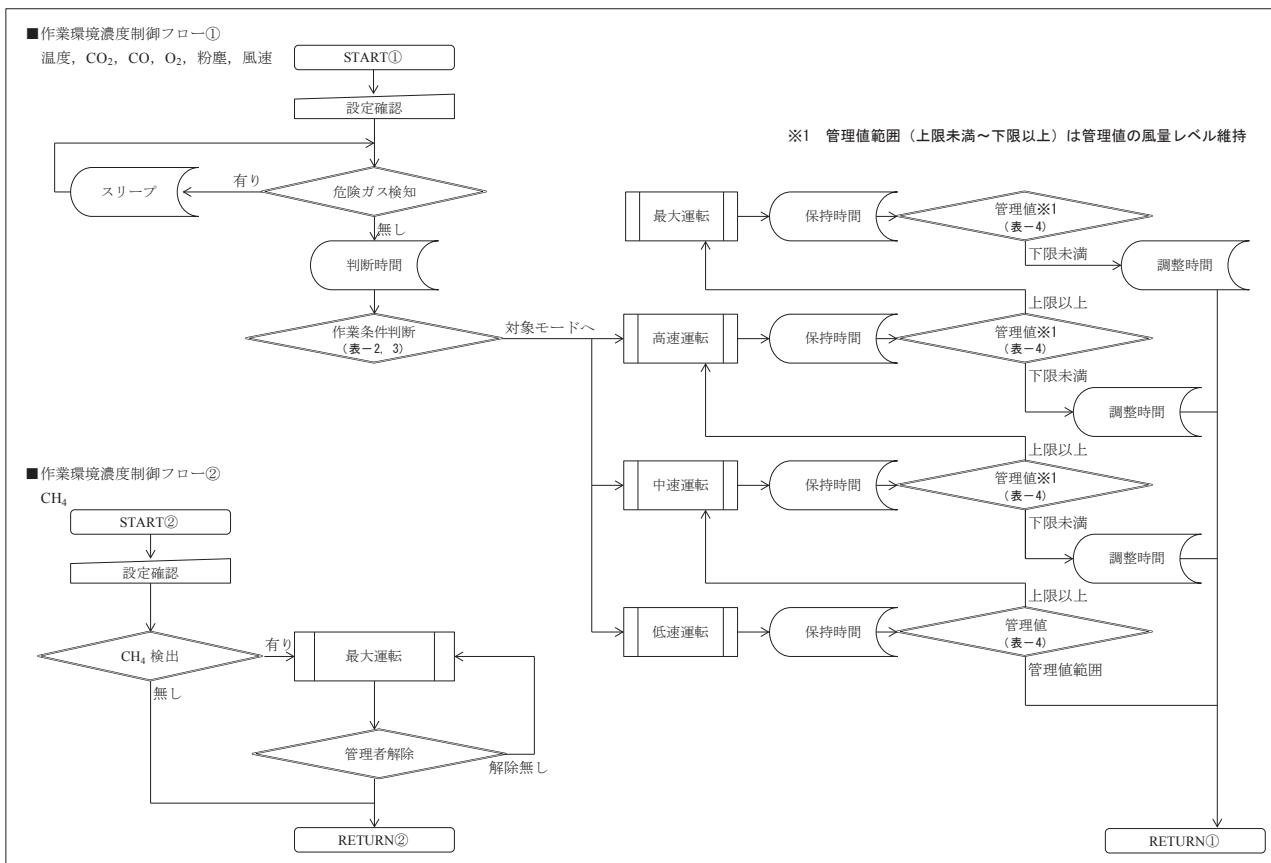 ■作業環境濃度制御フロー①
温度，CO₂，CO，O₂，粉塵，風速
START①
設定確認
※1 管理値範囲（上限未満～下限以上）は管理値の風量レベル維持
スリープ
有り
危険ガス検知
無し
判断時間
作業条件判断
（表－2，3）
対象モードへ
最大運転
保持時間
管理値※1
（表－4）
下限未満
調整時間
上限以上
高速運転
保持時間
管理値※1
（表－4）
下限未満
調整時間
上限以上
中速運転
保持時間
管理値※1
（表－4）
下限未満
調整時間
上限以上
低速運転
保持時間
管理値
（表－4）
管理値範囲
RETURN①
■作業環境濃度制御フロー②
CH₄
START②
設定確認
CH₄ 検出
有り
無し
最大運転
管理者解除
解除無し
RETURN②